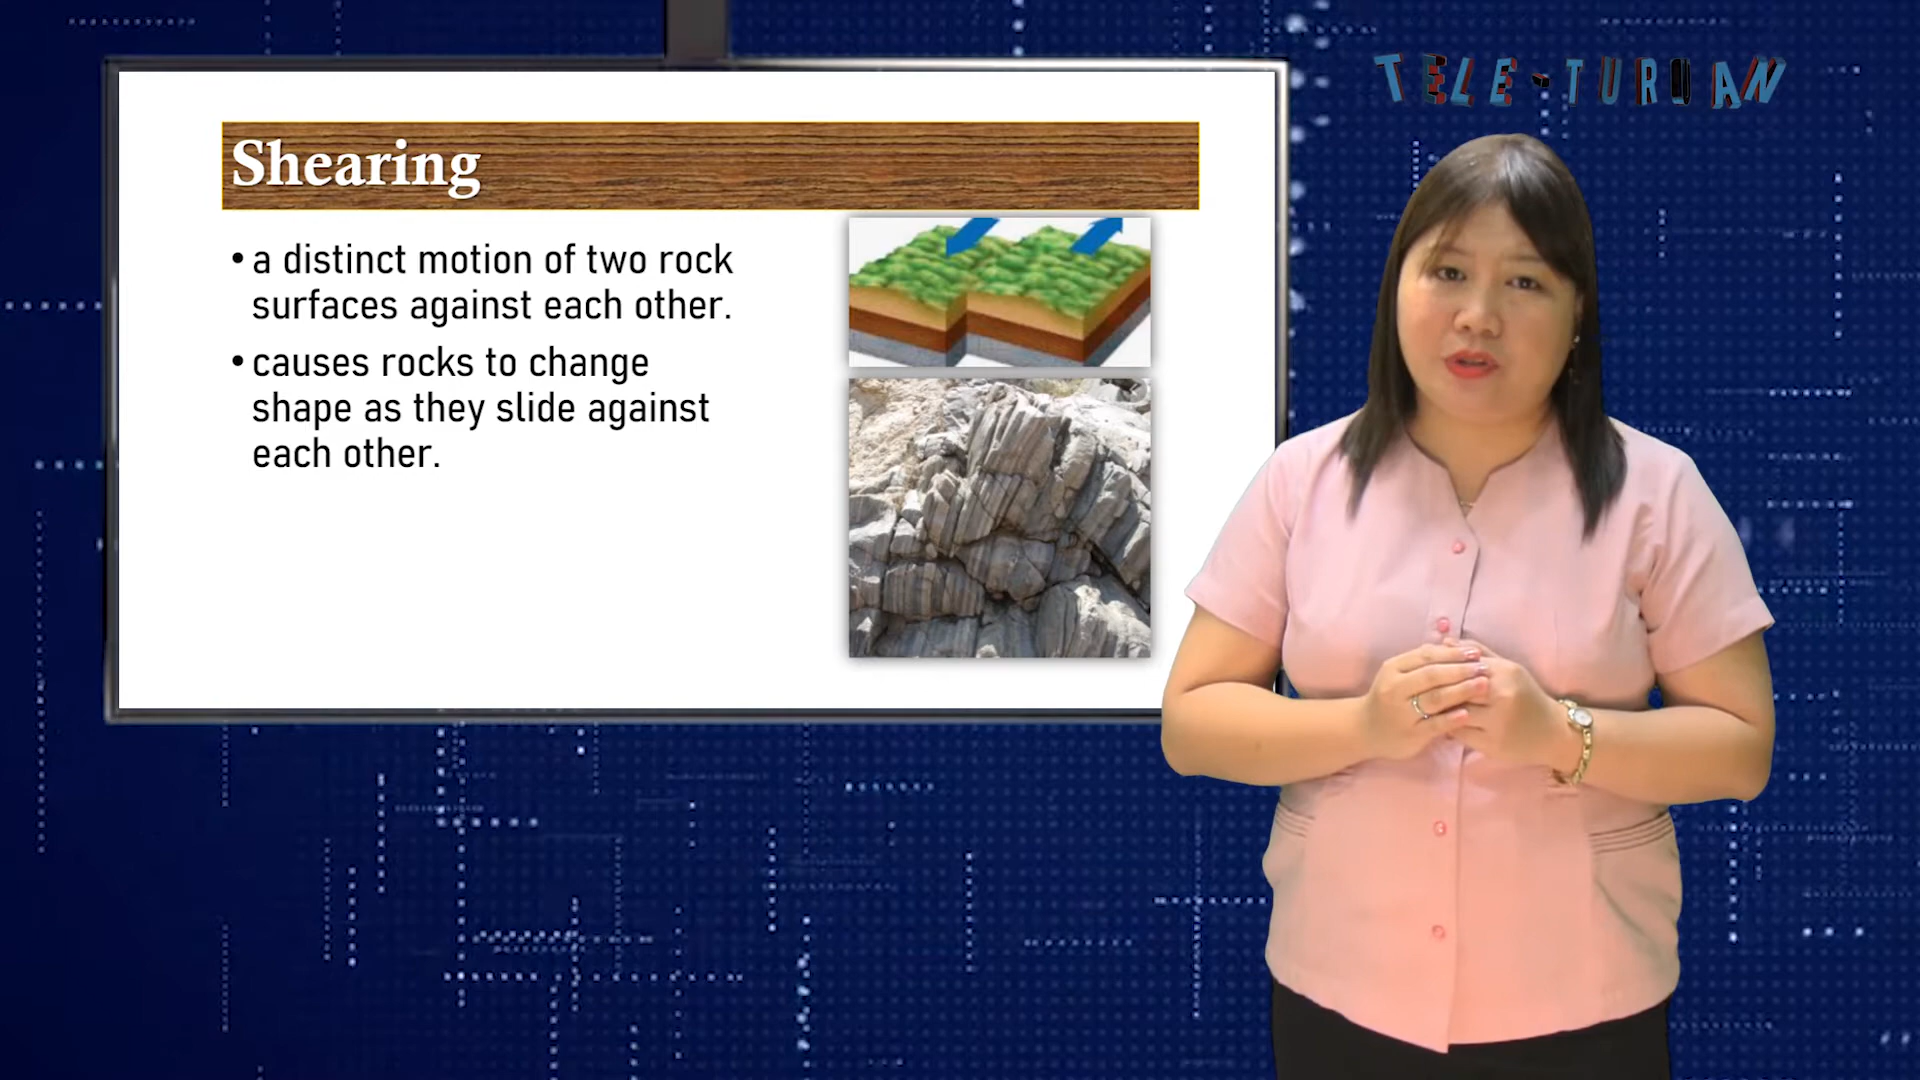 TELE-TURUAN
Shearing
• a distinct motion of two rock
surfaces against each other.
• causes rocks to change
shape as they slide against
each other.